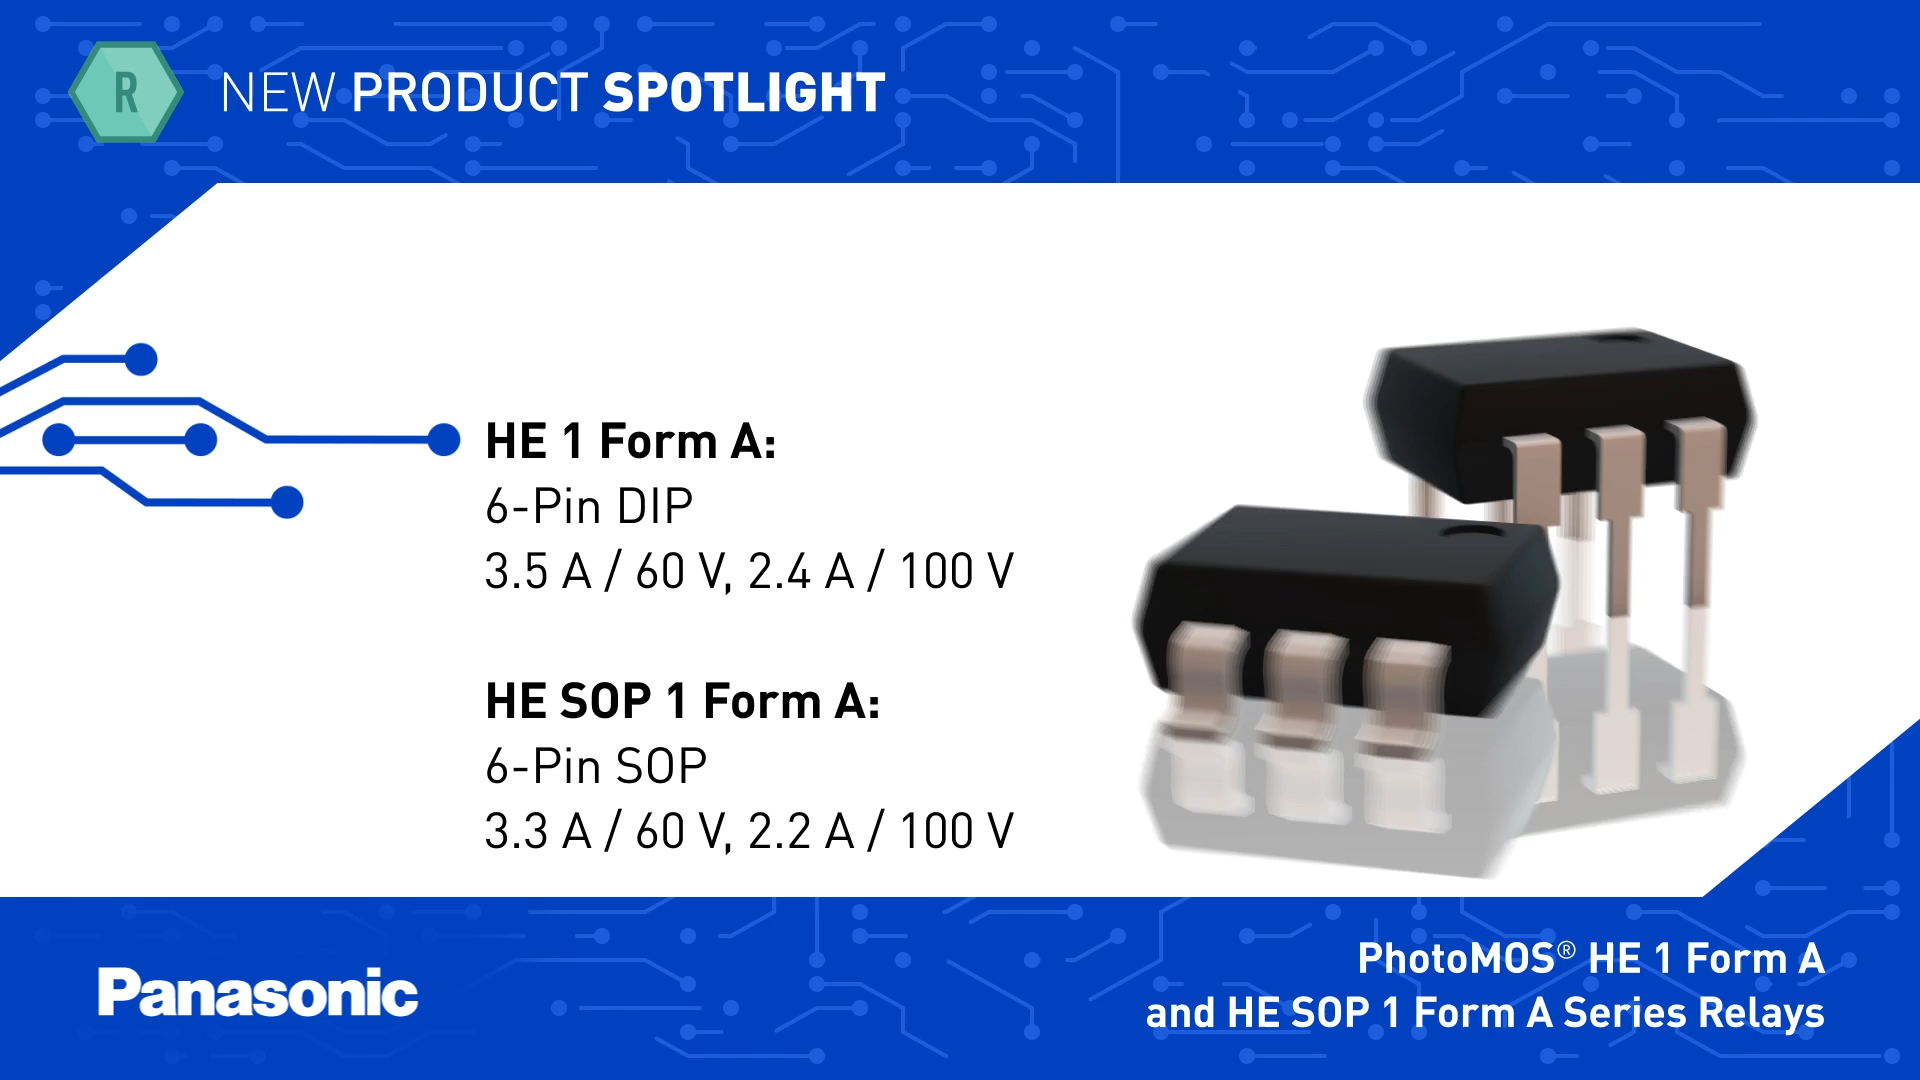 R
NEW PRODUCT SPOTLIGHT
HE 1 Form A:
6-Pin DIP
3.5 A / 60 V, 2.4 A / 100 V
HE SOP 1 Form A:
6-Pin SOP
3.3 A / 60 V, 2.2 A / 100 V
Panasonic
PhotoMOS® HE 1 Form A
and HE SOP 1 Form A Series Relays